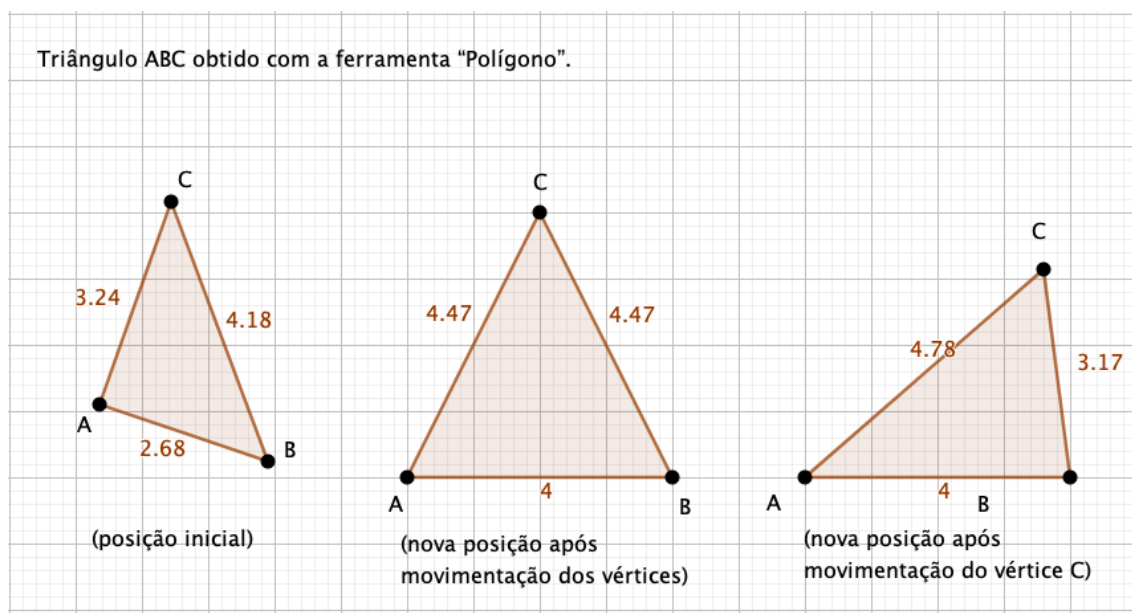 Triângulo ABC obtido com a ferramenta “Polígono”.
C
3.24
4.18
A
2.68
B
(posição inicial)
C
4.47
4.47
A
4
B
(nova posição após
movimentação dos vértices)
C
4.78
3.17
A
4
B
(nova posição após
movimentação do vértice C)